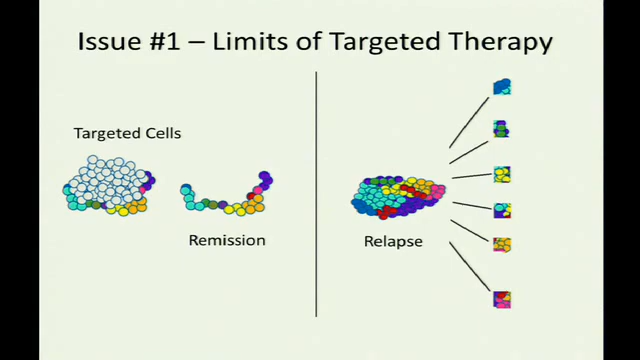 Issue #1 – Limits of Targeted Therapy
Targeted Cells
Remission
Relapse